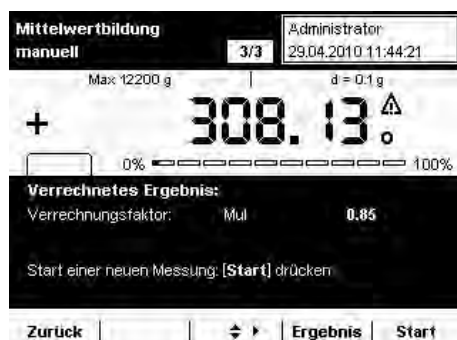 Mittelwertbildung Administrator
manuell 3/3 29.04.2010 11:44:21
Max 12200 g d = 0.1 g
+ 308.13 o
0% 100%
Verrechnetes Ergebnis:
Verrechnungsfaktor: Mul 0.85
Start einer neuen Messung: [Start] drücken
Zurück Ergebnis Start